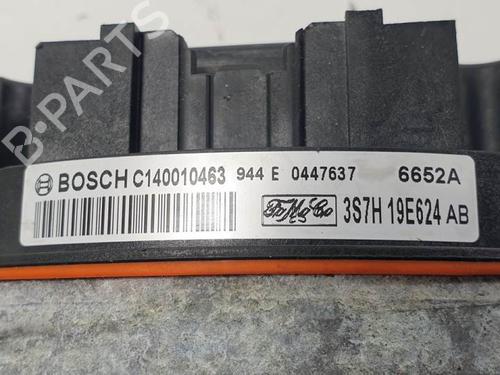 B-PARTS
BOSCH C140010463 944 E 0447637 6652A
FoMoCo 3S7H 19E624 AB